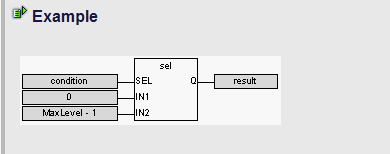 Example
sel
condition SEL Q result
0 IN1
MaxLevel - 1 IN2